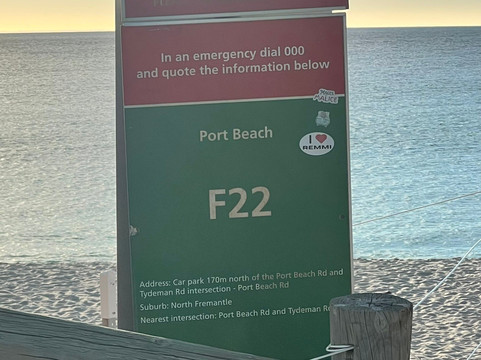 In an emergency dial 000
and quote the information below
Port Beach
I ♥
REMMI
F22
Address: Car park 170m north of the Port Beach Rd and
Tydeman Rd intersection - Port Beach Rd
Suburb: North Fremantle
Nearest intersection: Port Beach Rd and Tydeman